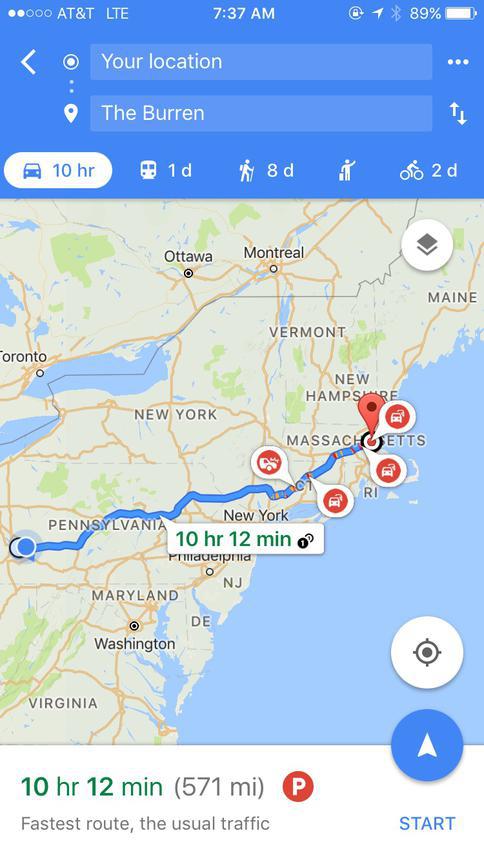 AT&T LTE 7:37 AM 89%
Your location
The Burren
10 hr 1 d 8 d 2 d
Ottawa
Montreal
MAINE
VERMONT
Toronto
NEW
HAMPSHIRE
NEW YORK
MASSACHUSETTS
CT
RI
New York
PENNSYLVANIA
10 hr 12 min
Philadelphia
NJ
MARYLAND
DE
Washington
VIRGINIA
10 hr 12 min (571 mi) P
Fastest route, the usual traffic START